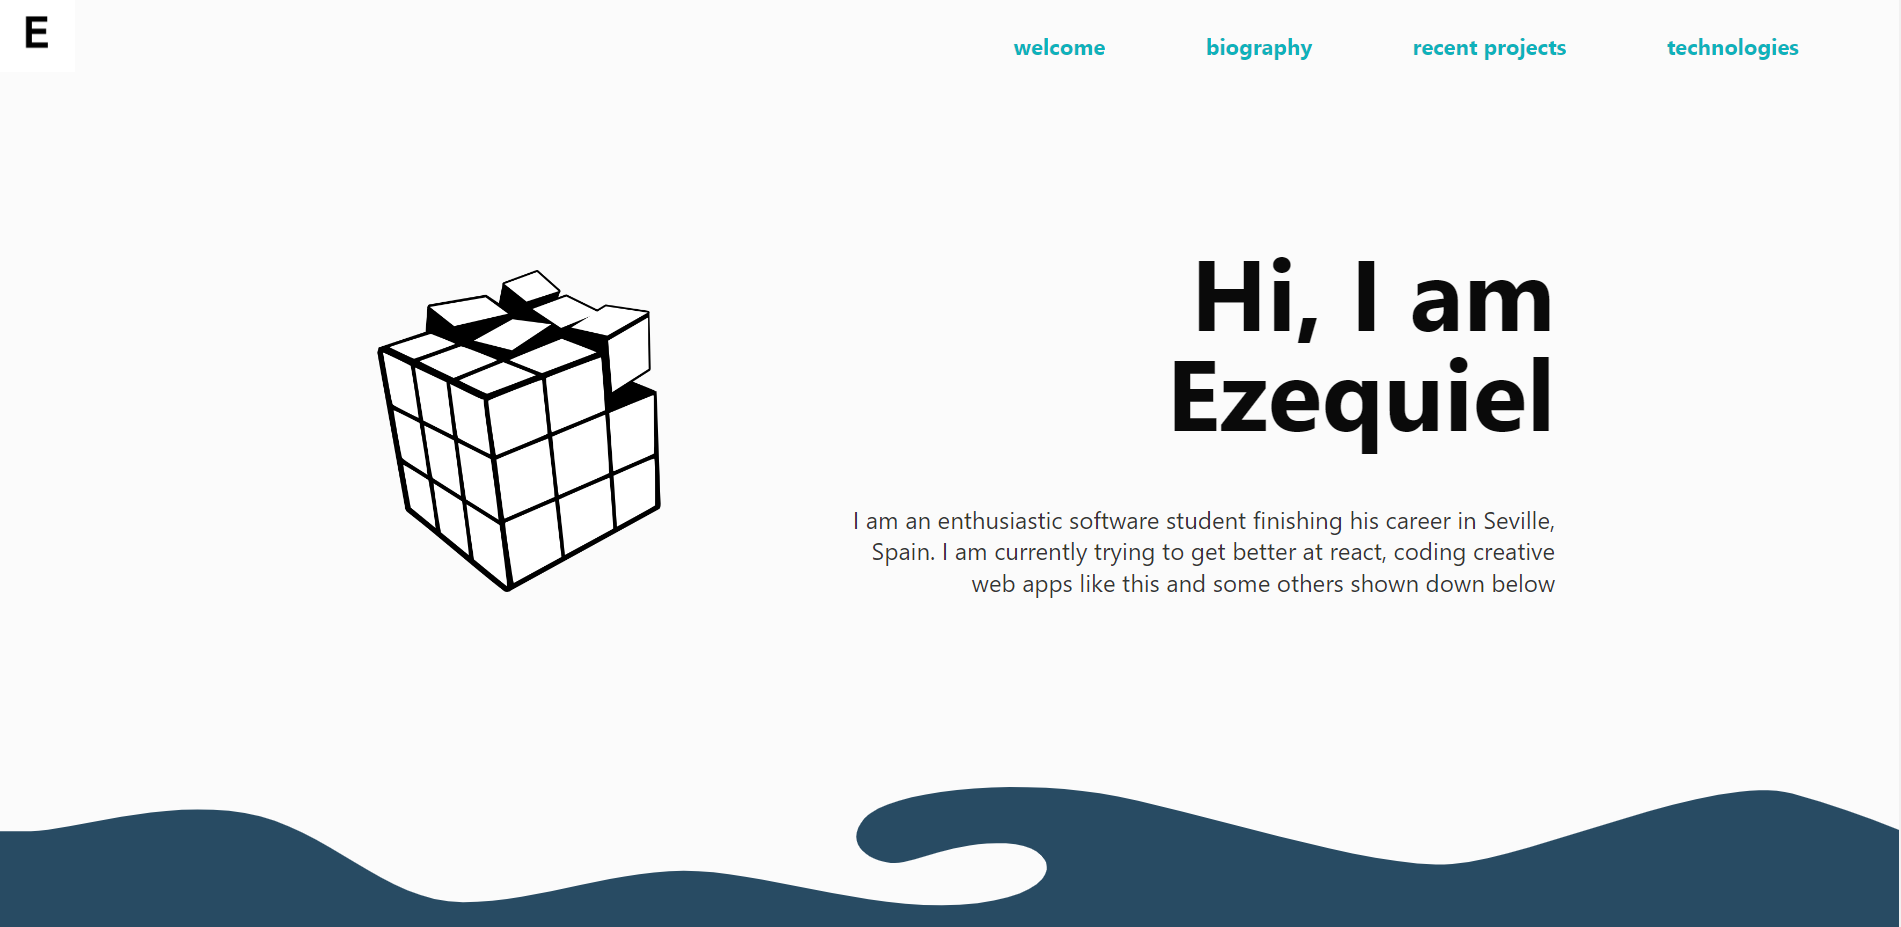 E
welcome biography recent projects technologies
Hi, I am
Ezequiel
I am an enthusiastic software student finishing his career in Seville,
Spain. I am currently trying to get better at react, coding creative
web apps like this and some others shown down below